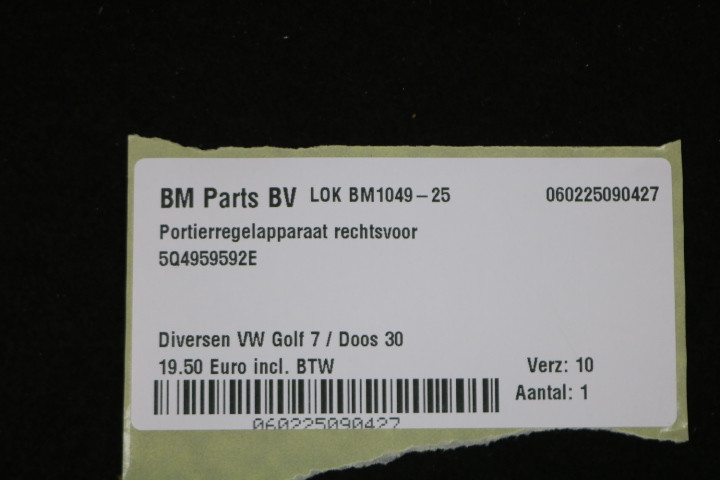 BM Parts BV LOK BM1049-25 060225090427
Portierregelapparaat rechtsvoor
5Q4959592E
Diversen VW Golf 7 / Doos 30
19.50 Euro incl. BTW Verz: 10
Aantal: 1
060225090427